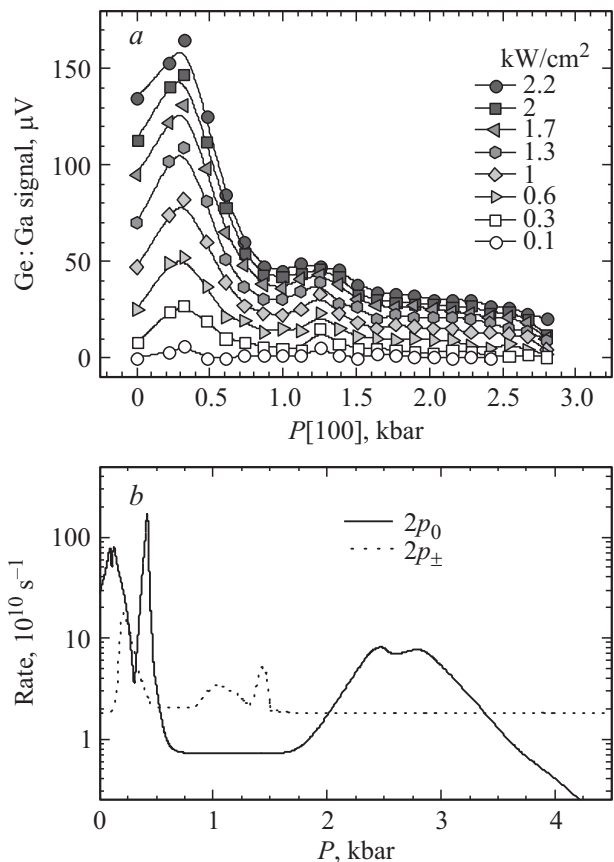 a
kW/cm²
2.2
2
1.7
1.3
1
0.6
0.3
0.1
Ge:Ga signal, μV
150
100
50
0
0 0.5 1.0 1.5 2.0 2.5 3.0
P[100], kbar
b
2p₀
2p±
Rate, 10¹⁰ s⁻¹
100
10
1
0 1 2 3 4
P, kbar